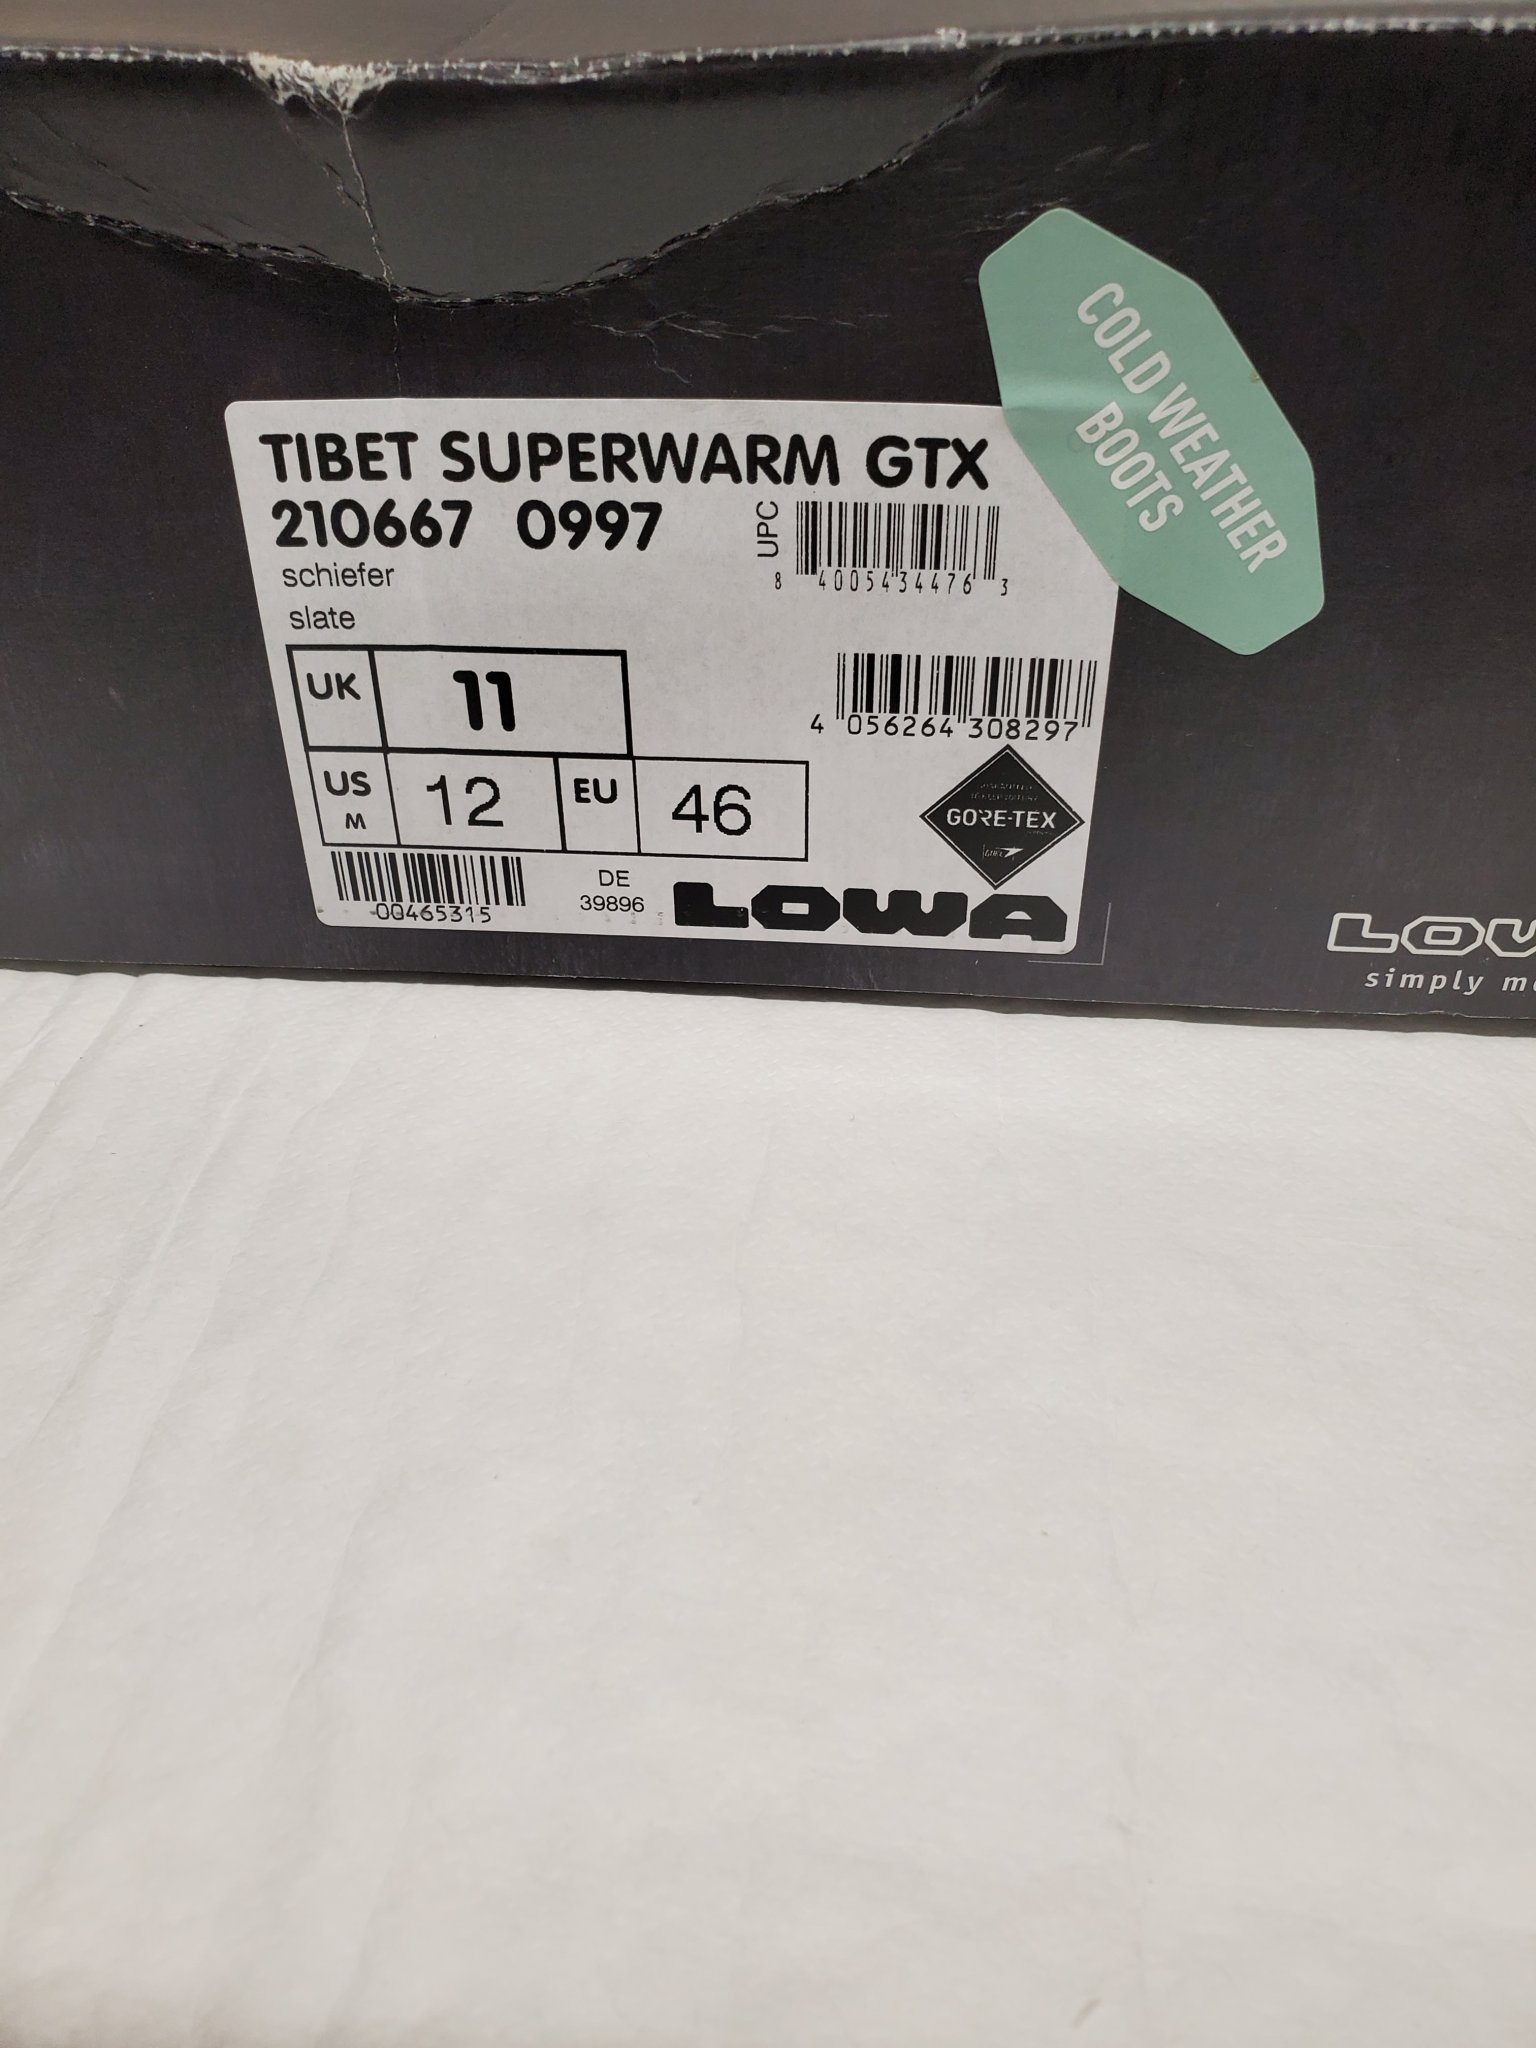 COLD WEATHER
BOOTS
TIBET SUPERWARM GTX
210667 0997
UPC
8 40054 34476 3
schiefer
slate
UK 11
4 056264 308297
US M 12 EU 46
GORE-TEX
00465315
DE
39896
LOWA
LOW
simply m